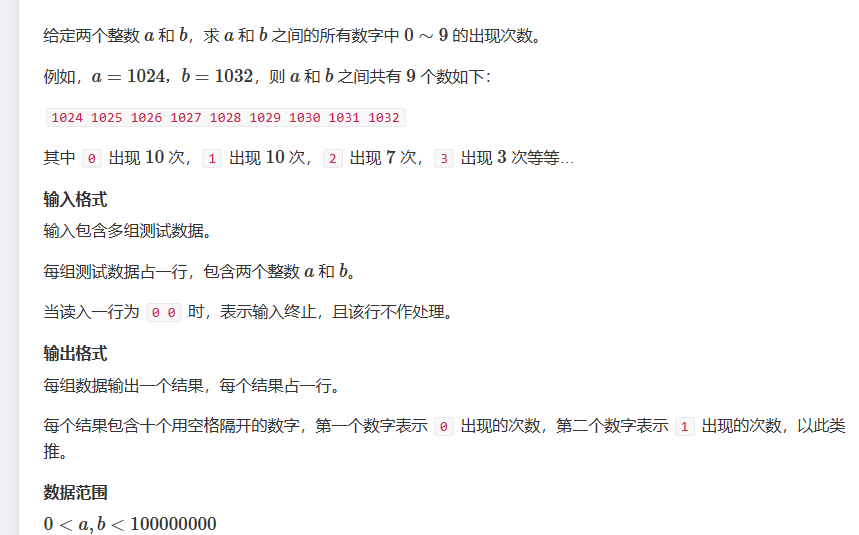 给定两个整数 a 和 b，求 a 和 b 之间的所有数字中 0 ∼ 9 的出现次数。
例如，a = 1024，b = 1032，则 a 和 b 之间共有 9 个数如下：
1024 1025 1026 1027 1028 1029 1030 1031 1032
其中 0 出现 10 次，1 出现 10 次，2 出现 7 次，3 出现 3 次等等…
输入格式
输入包含多组测试数据。
每组测试数据占一行，包含两个整数 a 和 b。
当读入一行为 0 0 时，表示输入终止，且该行不作处理。
输出格式
每组数据输出一个结果，每个结果占一行。
每个结果包含十个用空格隔开的数字，第一个数字表示 0 出现的次数，第二个数字表示 1 出现的次数，以此类
推。
数据范围
0 < a, b < 100000000